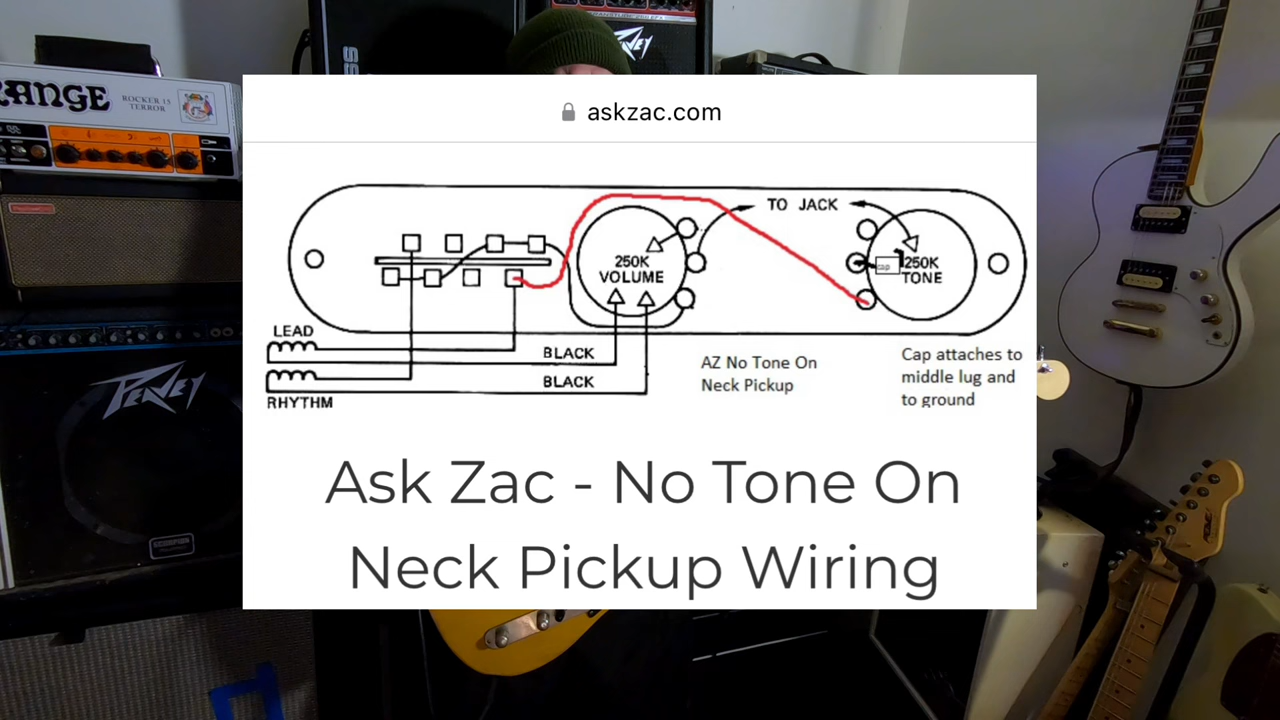 RANGE
ROCKER 15
TERROR
PEAVEY
SCORPION
askzac.com
TO JACK
250K
VOLUME
250K
TONE
cap
LEAD
BLACK
BLACK
RHYTHM
AZ No Tone On
Neck Pickup
Cap attaches to
middle lug and
to ground
Ask Zac - No Tone On
Neck Pickup Wiring